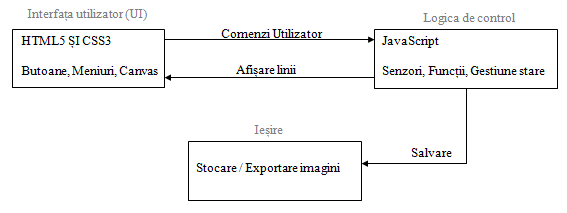 Interfața utilizator (UI)
Logica de control
HTML5 ȘI CSS3
Butoane, Meniuri, Canvas
Comenzi Utilizator
Afișare linii
JavaScript
Senzori, Funcții, Gestiune stare
Ieșire
Salvare
Stocare / Exportare imagini